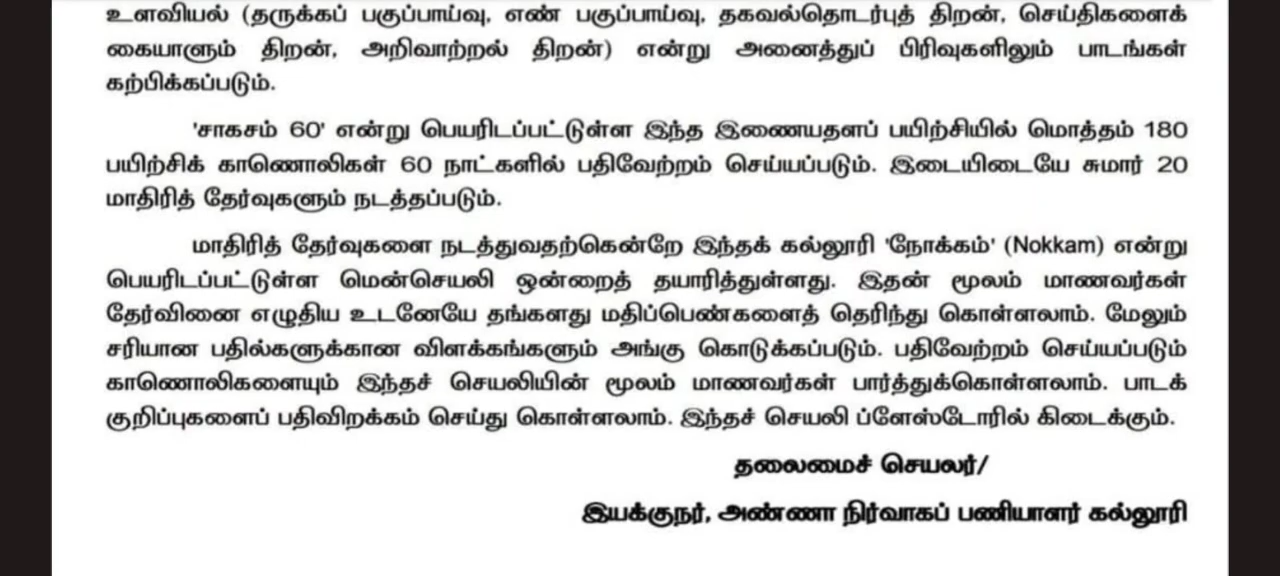 உளவியல் (தருக்கப் பகுப்பாய்வு, எண் பகுப்பாய்வு, தகவல்தொடர்புத் திறன், செய்திகளைக்
கையாளும் திறன், அறிவாற்றல் திறன்) என்று அனைத்துப் பிரிவுகளிலும் பாடங்கள்
கற்பிக்கப்படும்.
'சாகசம் 60' என்று பெயரிடப்பட்டுள்ள இந்த இணையதளப் பயிற்சியில் மொத்தம் 180
பயிற்சிக் காணொலிகள் 60 நாட்களில் பதிவேற்றம் செய்யப்படும். இடையிடையே சுமார் 20
மாதிரித் தேர்வுகளும் நடத்தப்படும்.
மாதிரித் தேர்வுகளை நடத்துவதற்கென்றே இந்தக் கல்லூரி 'நோக்கம்' (Nokkam) என்று
பெயரிடப்பட்டுள்ள மென்செயலி ஒன்றைத் தயாரித்துள்ளது. இதன் மூலம் மாணவர்கள்
தேர்வினை எழுதிய உடனேயே தங்களது மதிப்பெண்களைத் தெரிந்து கொள்ளலாம். மேலும்
சரியான பதில்களுக்கான விளக்கங்களும் அங்கு கொடுக்கப்படும். பதிவேற்றம் செய்யப்படும்
காணொலிகளையும் இந்தச் செயலியின் மூலம் மாணவர்கள் பார்த்துக்கொள்ளலாம். பாடக்
குறிப்புகளைப் பதிவிறக்கம் செய்து கொள்ளலாம். இந்தச் செயலி ப்ளேஸ்டோரில் கிடைக்கும்.
தலைமைச் செயலர்/
இயக்குநர், அண்ணா நிர்வாகப் பணியாளர் கல்லூரி